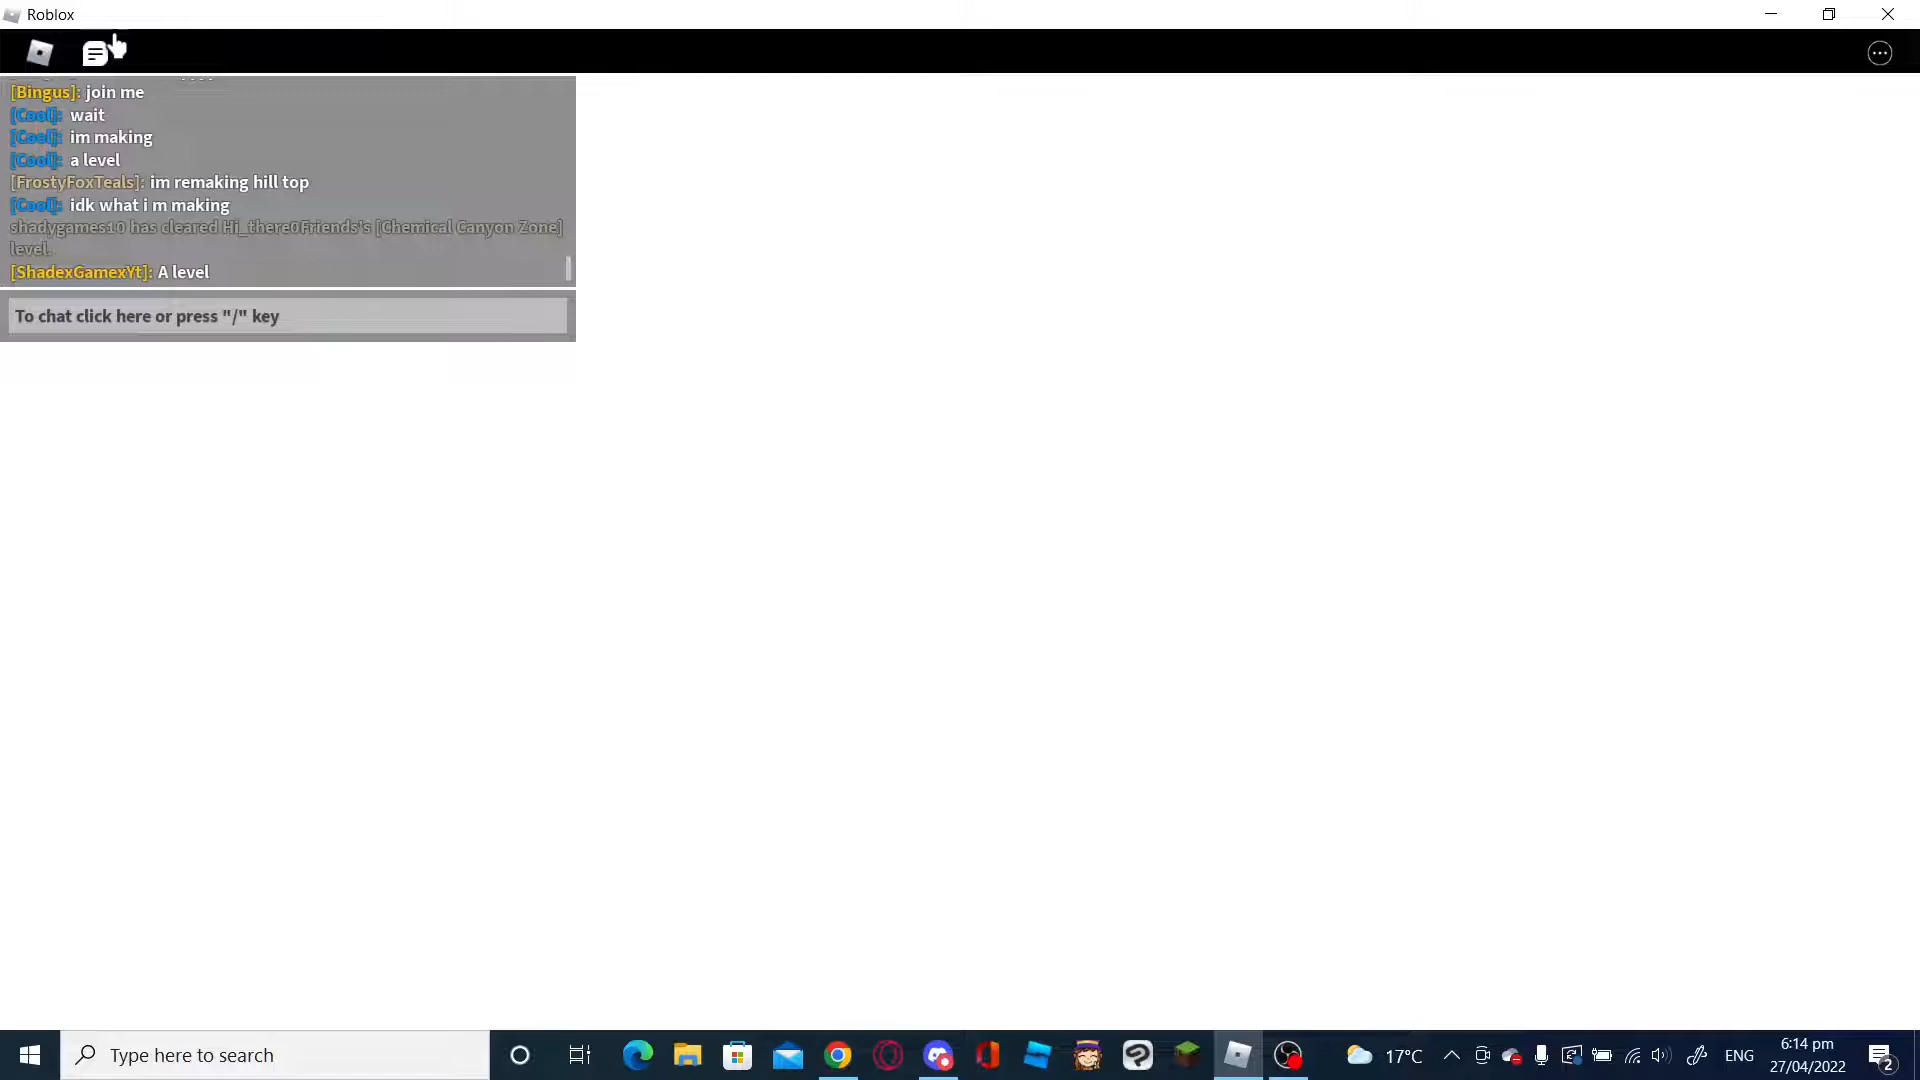 Roblox
[Bingus]: join me
[Cool]: wait
[Cool]: im making
[Cool]: a level
[FrostyFoxTeals]: im remaking hill top
[Cool]: idk what i m making
shadygames10 has cleared Hi_there0Friends's [Chemical Canyon Zone]
level.
[ShadexGamexYt]: A level
To chat click here or press "/" key
Type here to search
17°C
ENG
6:14 pm
27/04/2022
2